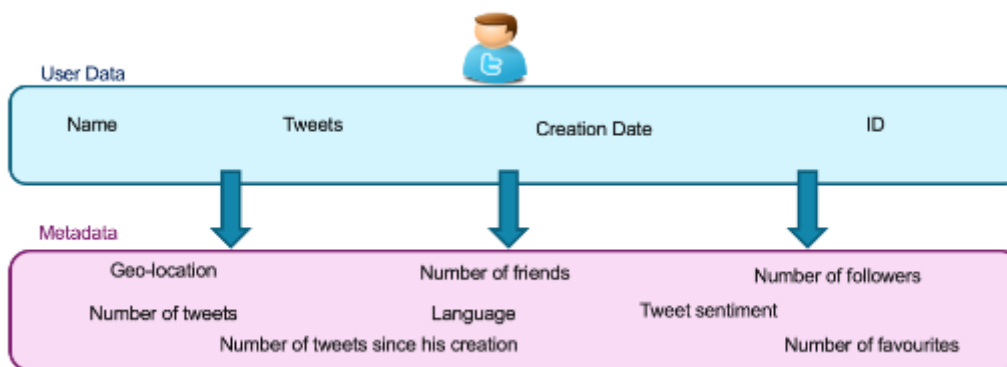 User Data
Name Tweets Creation Date ID
Metadata
Geo-location Number of friends Number of followers
Number of tweets Language Tweet sentiment
Number of tweets since his creation Number of favourites